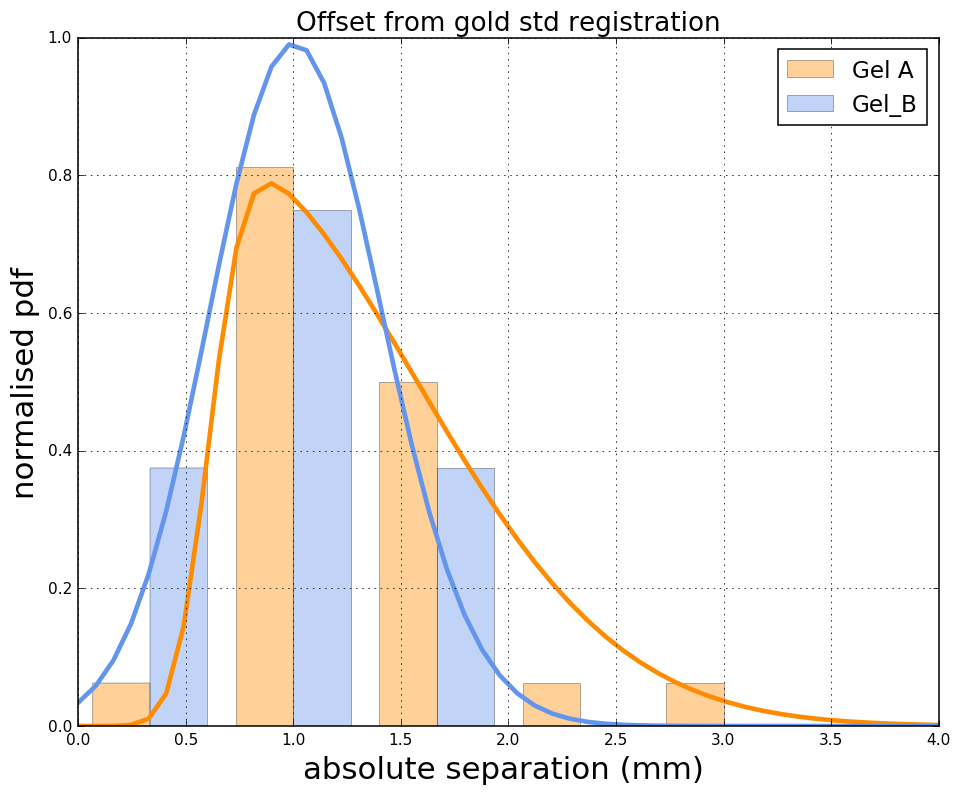 Offset from gold std registration
Gel A
Gel_B
normalised pdf
1.0
0.8
0.6
0.4
0.2
0.0
0.0 0.5 1.0 1.5 2.0 2.5 3.0 3.5 4.0
absolute separation (mm)